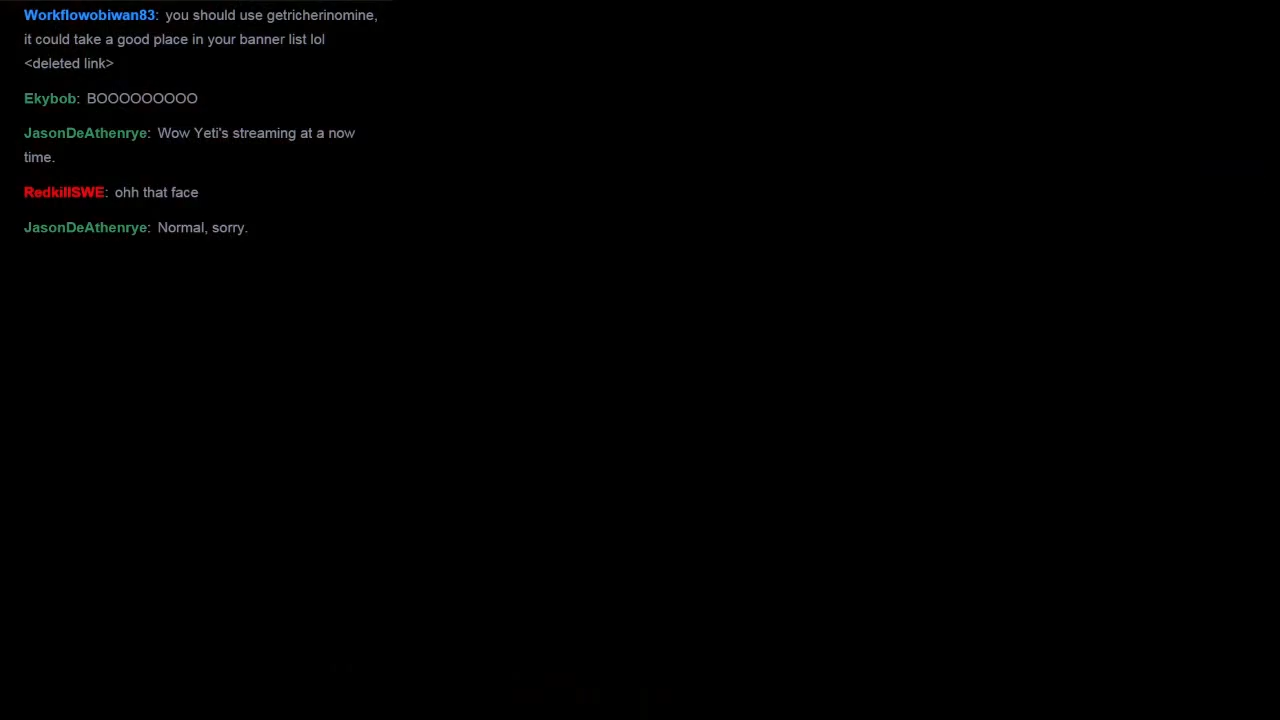 Workflowobiwan83: you should use getricherinomine,
it could take a good place in your banner list lol
<deleted link>
Ekybob: BOOOOOOOOO
JasonDeAthenrye: Wow Yeti's streaming at a now
time.
RedkillSWE: ohh that face
JasonDeAthenrye: Normal, sorry.